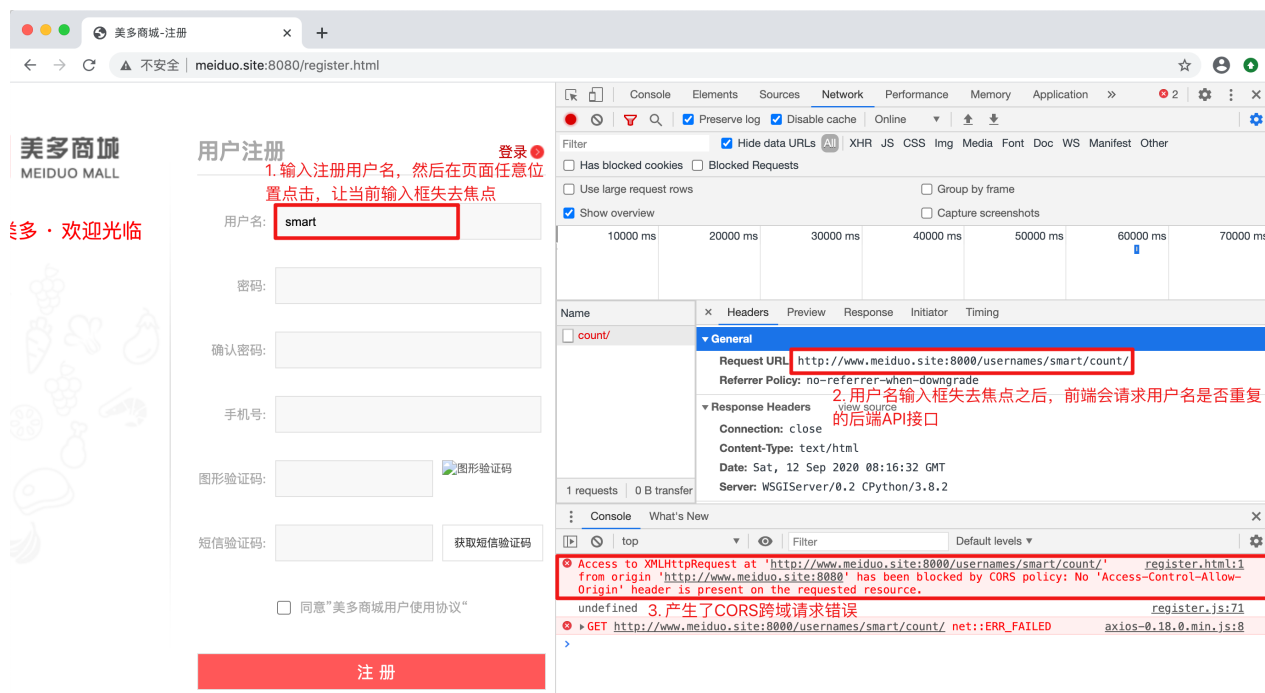 美多商城-注册
不安全 | meiduo.site:8080/register.html
Console Elements Sources Network Performance Memory Application » 2
Preserve log Disable cache Online
Filter Hide data URLs All XHR JS CSS Img Media Font Doc WS Manifest Other
Has blocked cookies Blocked Requests
Use large request rows Group by frame
Show overview Capture screenshots
10000 ms 20000 ms 30000 ms 40000 ms 50000 ms 60000 ms 70000 ms
美多商城
MEIDUO MALL
美多 · 欢迎光临
用户注册
登录
1. 输入注册用户名，然后在页面任意位
置点击，让当前输入框失去焦点
用户名: smart
密码:
确认密码:
手机号:
图形验证码: 图形验证码
短信验证码: 获取短信验证码
同意”美多商城用户使用协议“
注 册
Name
count/
1 requests 0 B transfer
Headers Preview Response Initiator Timing
General
Request URL http://www.meiduo.site:8000/usernames/smart/count/
Referrer Policy: no-referrer-when-downgrade
2. 用户名输入框失去焦点之后，前端会请求用户名是否重复
的后端API接口
Response Headers view source
Connection: close
Content-Type: text/html
Date: Sat, 12 Sep 2020 08:16:32 GMT
Server: WSGIServer/0.2 CPython/3.8.2
Console What's New
top Filter Default levels
Access to XMLHttpRequest at 'http://www.meiduo.site:8000/usernames/smart/count/' register.html:1
from origin 'http://www.meiduo.site:8080' has been blocked by CORS policy: No 'Access-Control-Allow-
Origin' header is present on the requested resource.
undefined register.js:71
3. 产生了CORS跨域请求错误
GET http://www.meiduo.site:8000/usernames/smart/count/ net::ERR_FAILED axios-0.18.0.min.js:8